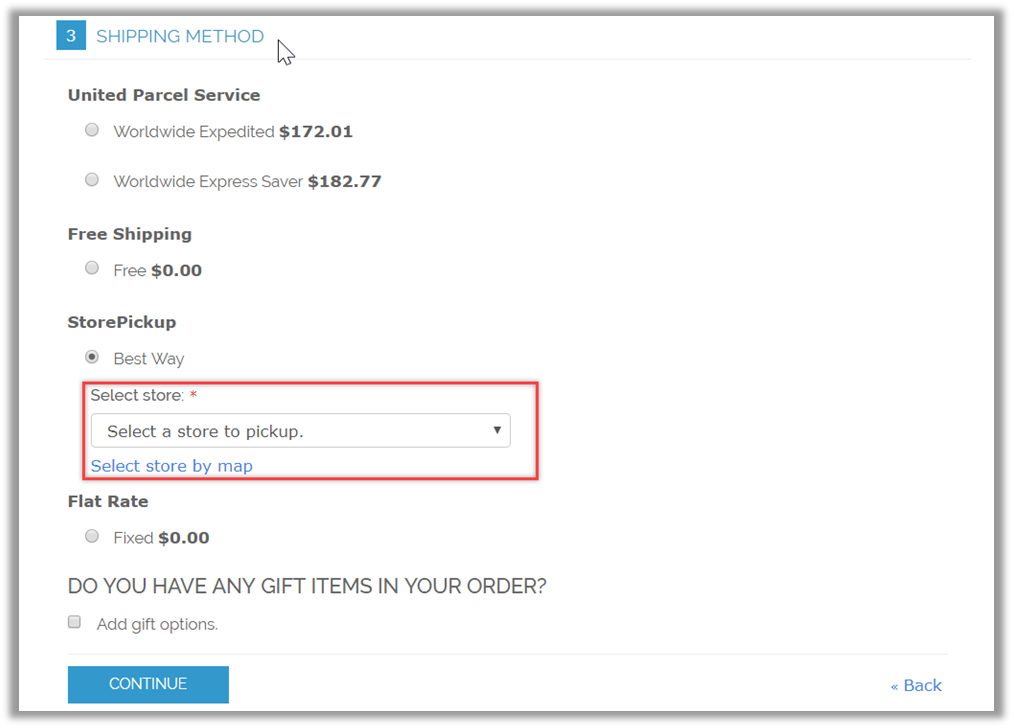 3 SHIPPING METHOD
United Parcel Service
Worldwide Expedited $172.01
Worldwide Express Saver $182.77
Free Shipping
Free $0.00
StorePickup
Best Way
Select store: *
Select a store to pickup.
Select store by map
Flat Rate
Fixed $0.00
DO YOU HAVE ANY GIFT ITEMS IN YOUR ORDER?
Add gift options.
CONTINUE
« Back